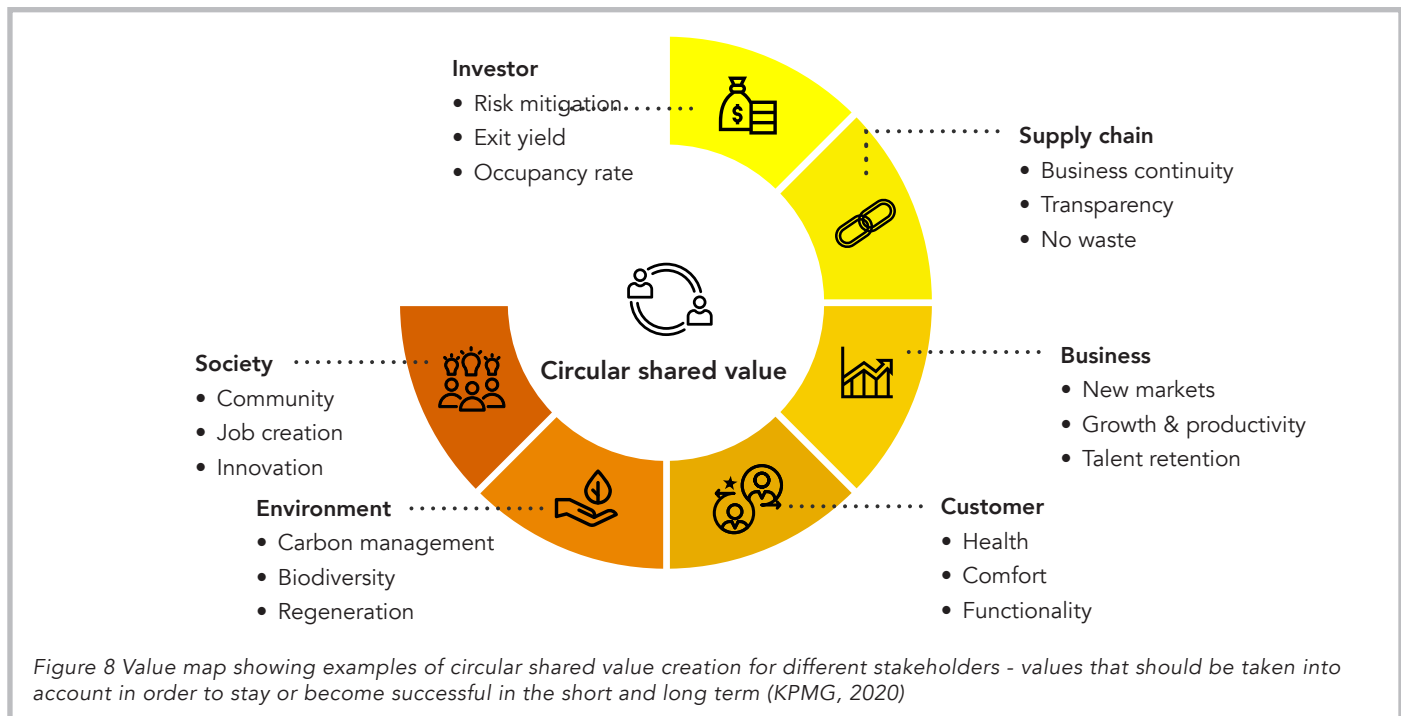 Investor
• Risk mitigation
• Exit yield
• Occupancy rate
$
Supply chain
• Business continuity
• Transparency
• No waste
Circular shared value
Business
• New markets
• Growth & productivity
• Talent retention
Society
• Community
• Job creation
• Innovation
Environment
• Carbon management
• Biodiversity
• Regeneration
Customer
• Health
• Comfort
• Functionality
Figure 8 Value map showing examples of circular shared value creation for different stakeholders - values that should be taken into
account in order to stay or become successful in the short and long term (KPMG, 2020)